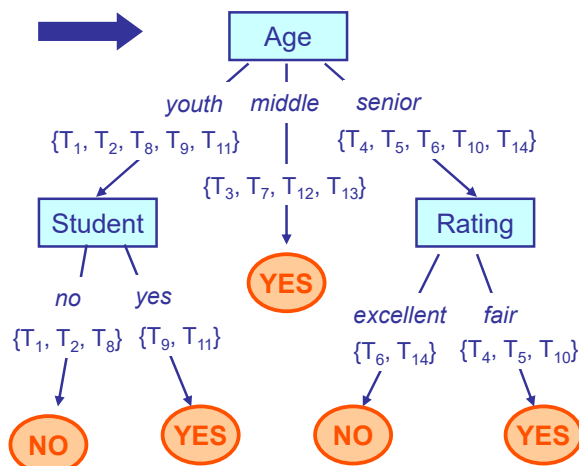 Age
youth middle senior
{T1, T2, T8, T9, T11} {T4, T5, T6, T10, T14}
{T3, T7, T12, T13}
Student Rating
YES
no yes
excellent fair
{T1, T2, T8} {T9, T11}
{T6, T14} {T4, T5, T10}
NO YES NO YES